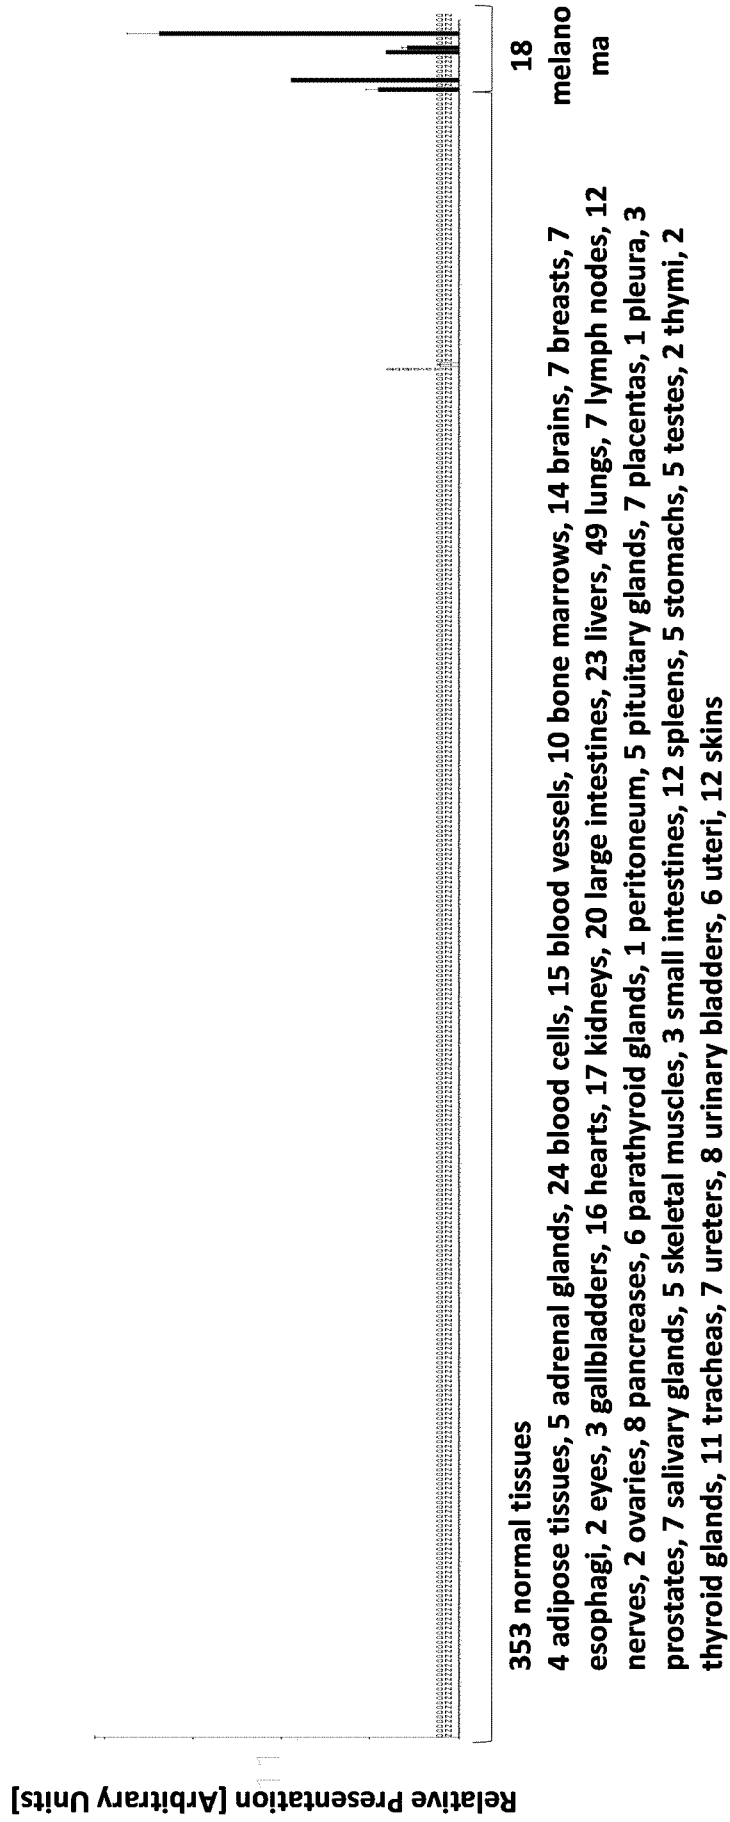 Relative Presentation [Arbitrary Units]
353 normal tissues
4 adipose tissues, 5 adrenal glands, 24 blood cells, 15 blood vessels, 10 bone marrows, 14 brains, 7 breasts, 7
esophagi, 2 eyes, 3 gallbladders, 16 hearts, 17 kidneys, 20 large intestines, 23 livers, 49 lungs, 7 lymph nodes, 12
nerves, 2 ovaries, 8 pancreases, 6 parathyroid glands, 1 peritoneum, 5 pituitary glands, 7 placentas, 1 pleura, 3
prostates, 7 salivary glands, 5 skeletal muscles, 3 small intestines, 12 spleens, 5 stomachs, 5 testes, 2 thymi, 2
thyroid glands, 11 tracheas, 7 ureters, 8 urinary bladders, 6 uteri, 12 skins
18
melano
ma